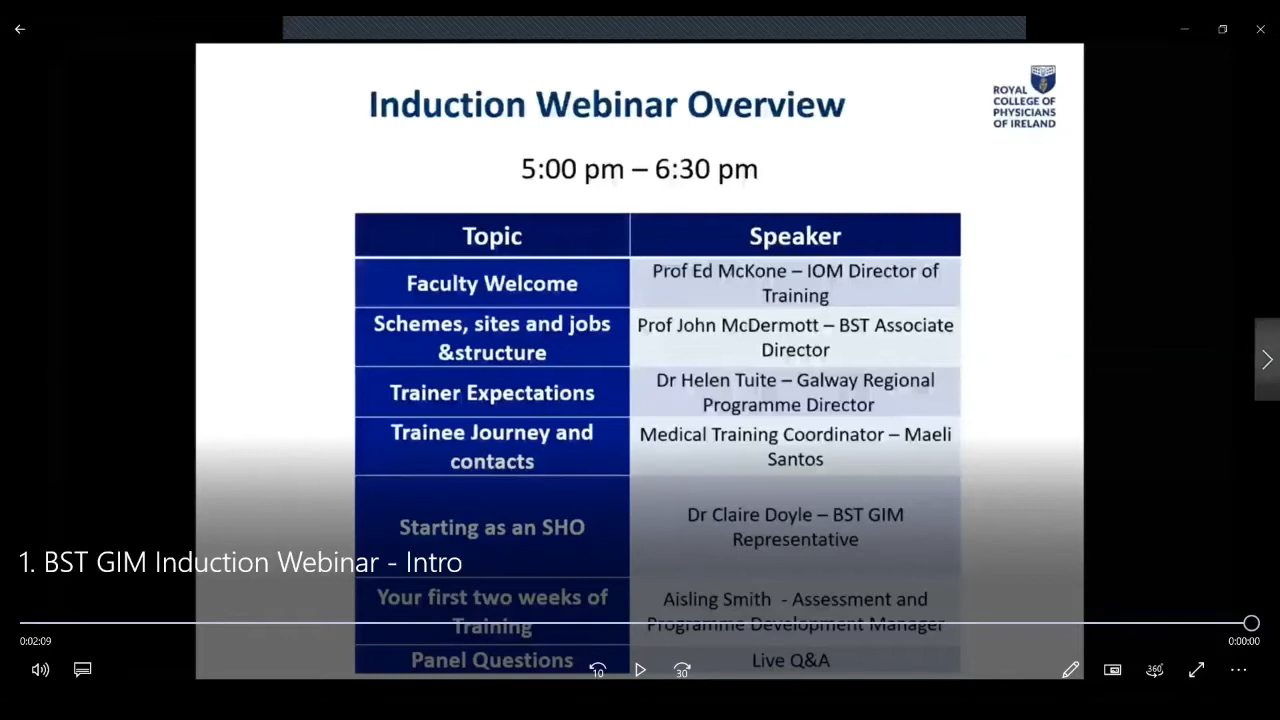 Induction Webinar Overview
ROYAL
COLLEGE OF
PHYSICIANS
OF IRELAND
5:00 pm – 6:30 pm
Topic
Speaker
Faculty Welcome
Prof Ed McKone – IOM Director of
Training
Schemes, sites and jobs
&structure
Prof John McDermott – BST Associate
Director
Trainer Expectations
Dr Helen Tuite – Galway Regional
Programme Director
Trainee Journey and
contacts
Medical Training Coordinator – Maeli
Santos
Starting as an SHO
Dr Claire Doyle – BST GIM
Representative
1. BST GIM Induction Webinar - Intro
Your first two weeks of
Training
Aisling Smith - Assessment and
Programme Development Manager
0:02:09
0:00:00
Panel Questions
Live Q&A
10
30
360